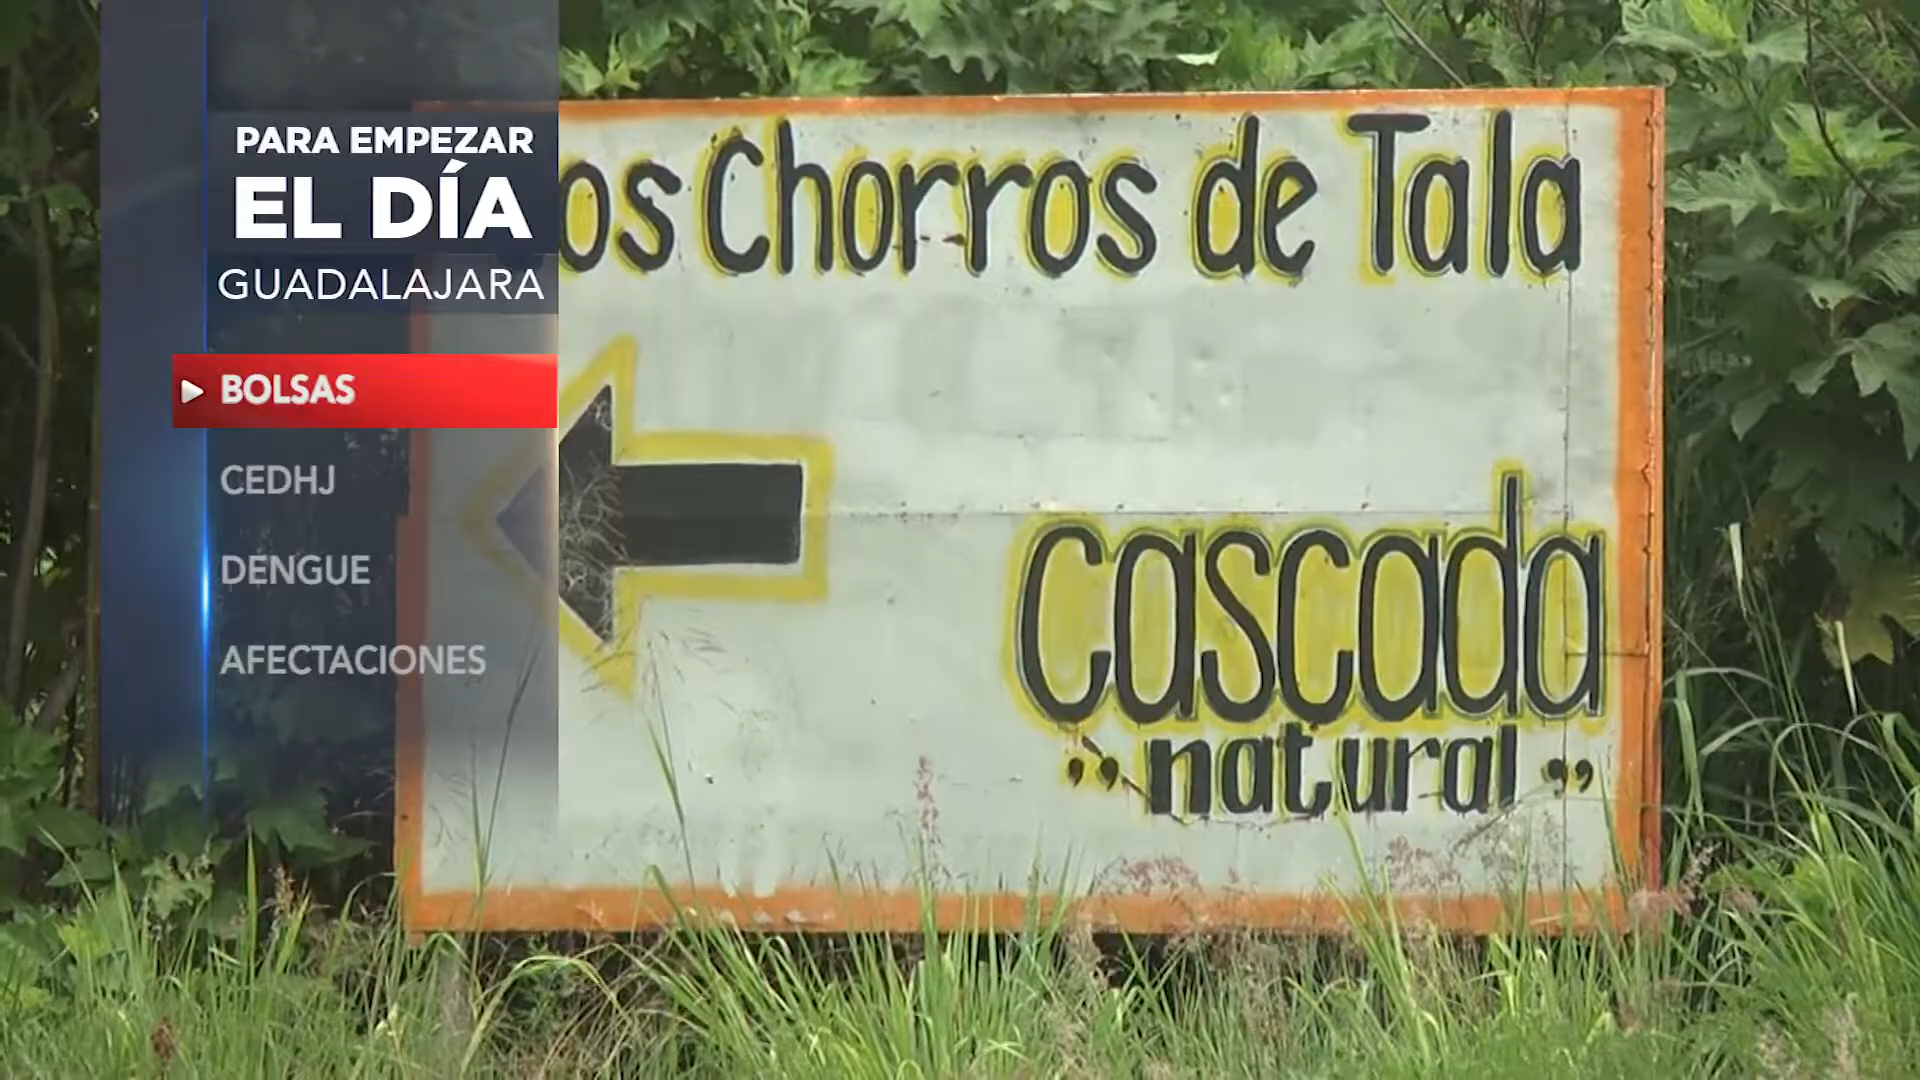 PARA EMPEZAR
EL DÍA
GUADALAJARA
BOLSAS
CEDHJ
DENGUE
AFECTACIONES
os Chorros de Tala
cascada
"natural"